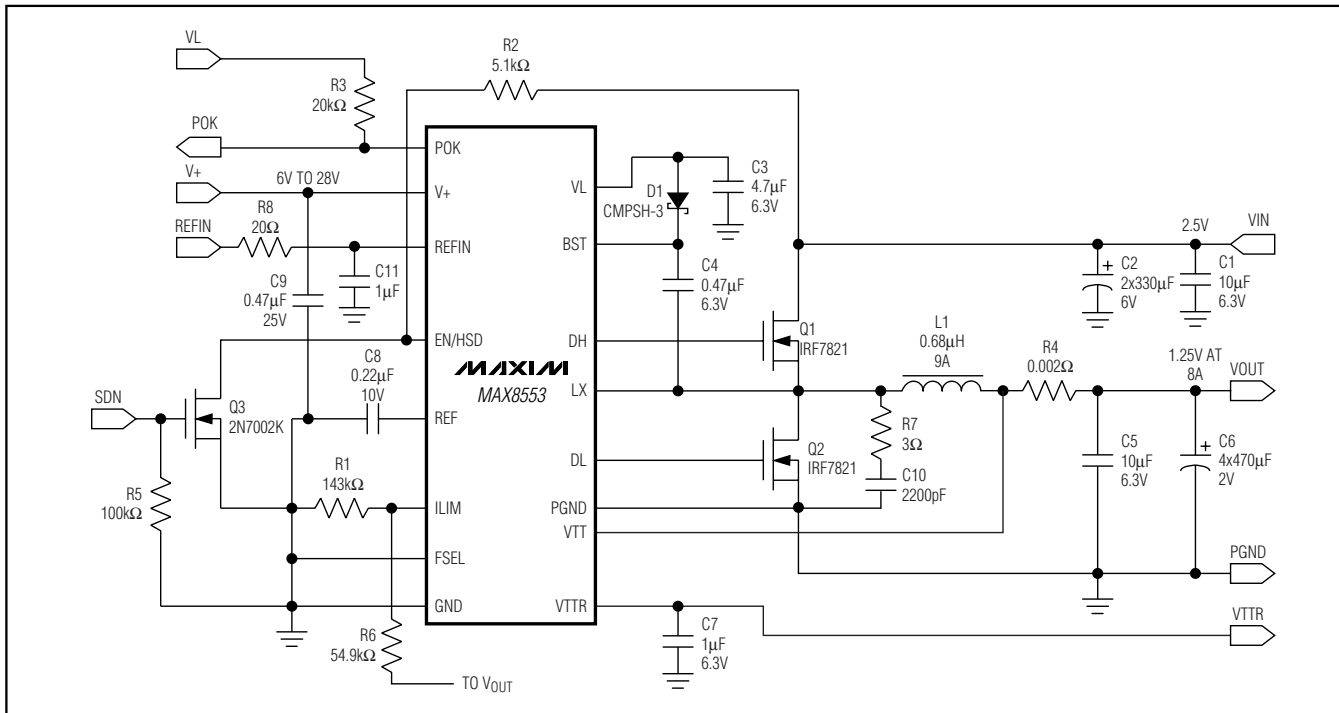 VL
R3
20kΩ
POK
V+
6V TO 28V
REFIN
R8
20Ω
C11
1µF
C9
0.47µF
25V
C8
0.22µF
10V
SDN
Q3
2N7002K
R5
100kΩ
R1
143kΩ
R6
54.9kΩ
TO VOUT
R2
5.1kΩ
POK
V+
REFIN
EN/HSD
REF
ILIM
FSEL
GND
MAXIM
MAX8553
VL
BST
DH
LX
DL
PGND
VTT
VTTR
D1
CMPSH-3
C3
4.7µF
6.3V
C4
0.47µF
6.3V
Q1
IRF7821
Q2
IRF7821
L1
0.68µH
9A
R7
3Ω
C10
2200pF
C7
1µF
6.3V
R4
0.002Ω
2.5V
VIN
C2
2x330µF
6V
C1
10µF
6.3V
1.25V AT
8A
VOUT
C5
10µF
6.3V
C6
4x470µF
2V
PGND
VTTR